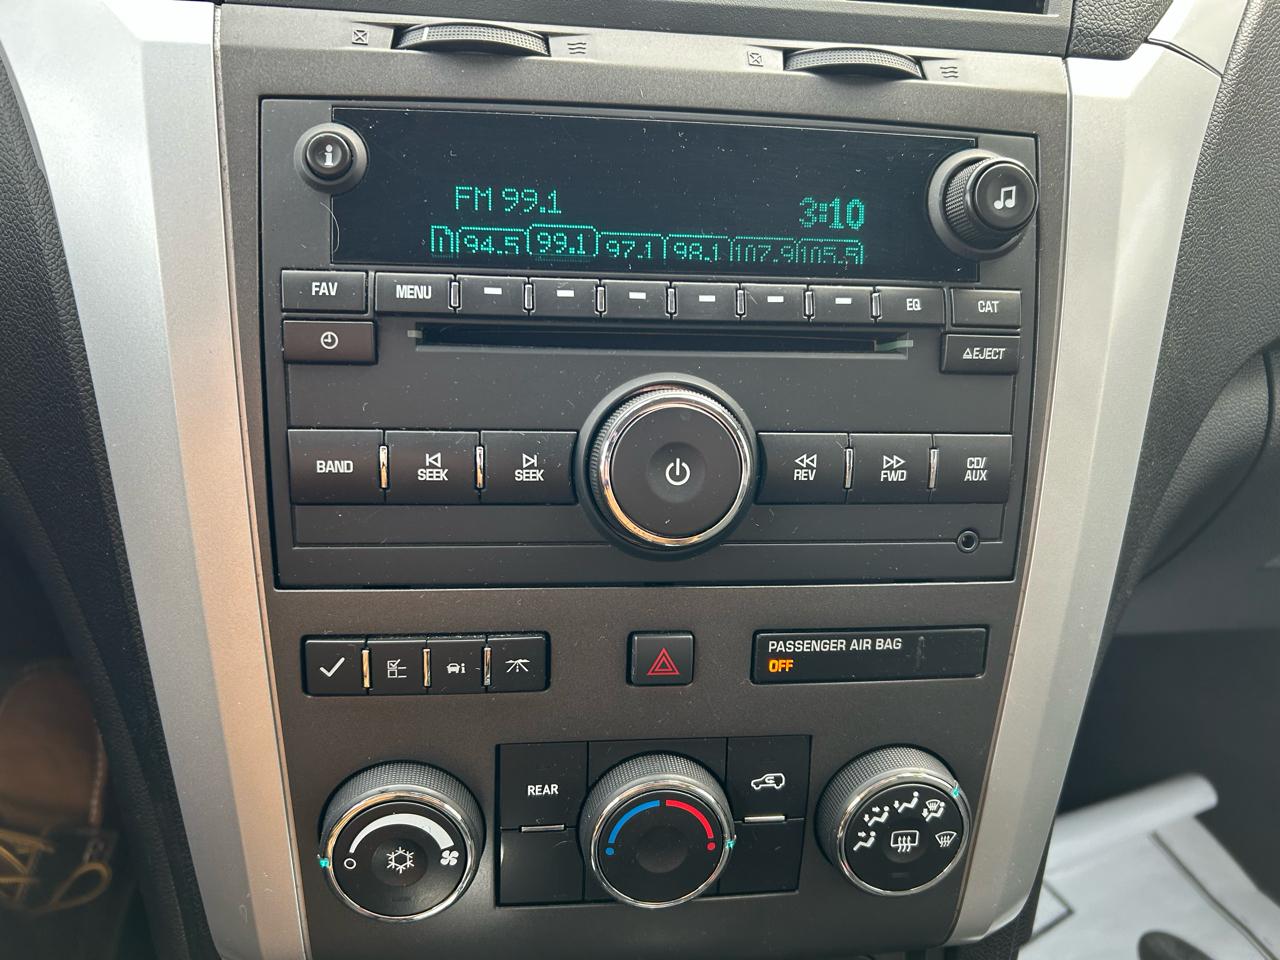 i
FM 99.1
3:10
94.5 99.1 97.1 98.1 107.9 105.5
FAV
MENU
EQ
CAT
EJECT
BAND
SEEK
SEEK
REV
FWD
CD/
AUX
PASSENGER AIR BAG
OFF
REAR